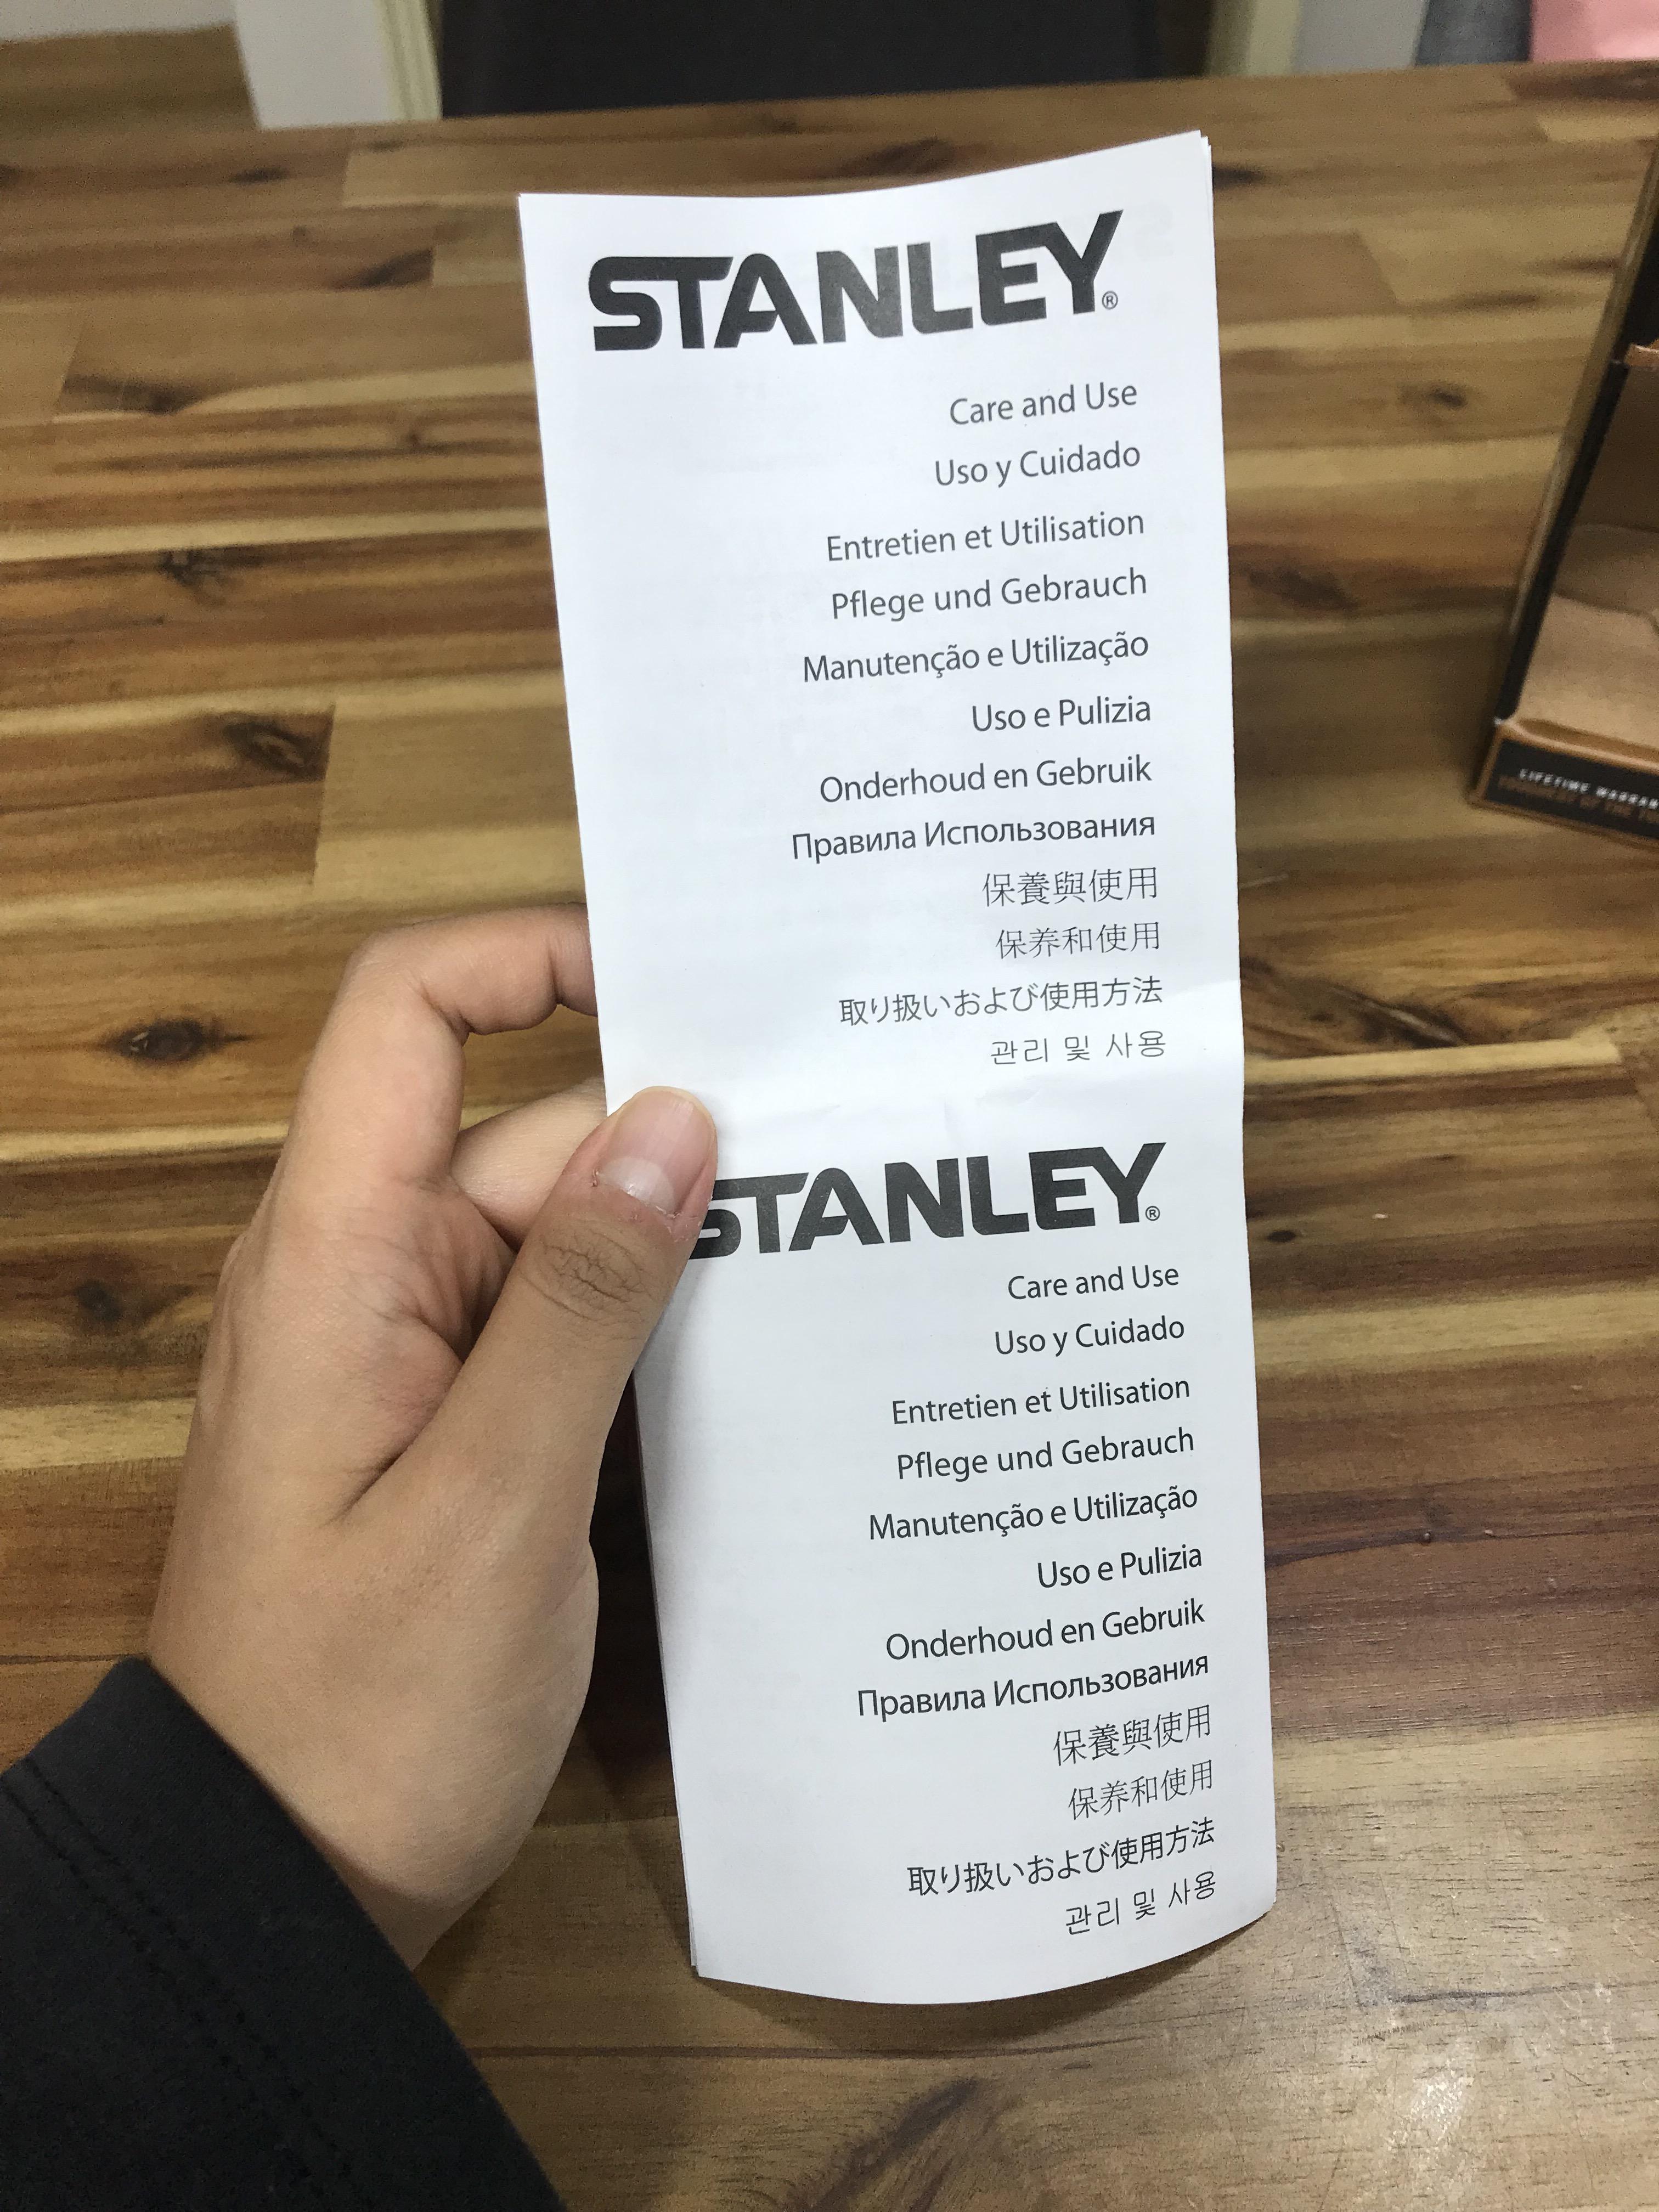 STANLEY®
Care and Use
Uso y Cuidado
Entretien et Utilisation
Pflege und Gebrauch
Manutenção e Utilização
Uso e Pulizia
Onderhoud en Gebruik
Правила Использования
保養與使用
保养和使用
取り扱いおよび使用方法
관리 및 사용
STANLEY®
Care and Use
Uso y Cuidado
Entretien et Utilisation
Pflege und Gebrauch
Manutenção e Utilização
Uso e Pulizia
Onderhoud en Gebruik
Правила Использования
保養與使用
保养和使用
取り扱いおよび使用方法
관리 및 사용
LIFETIME